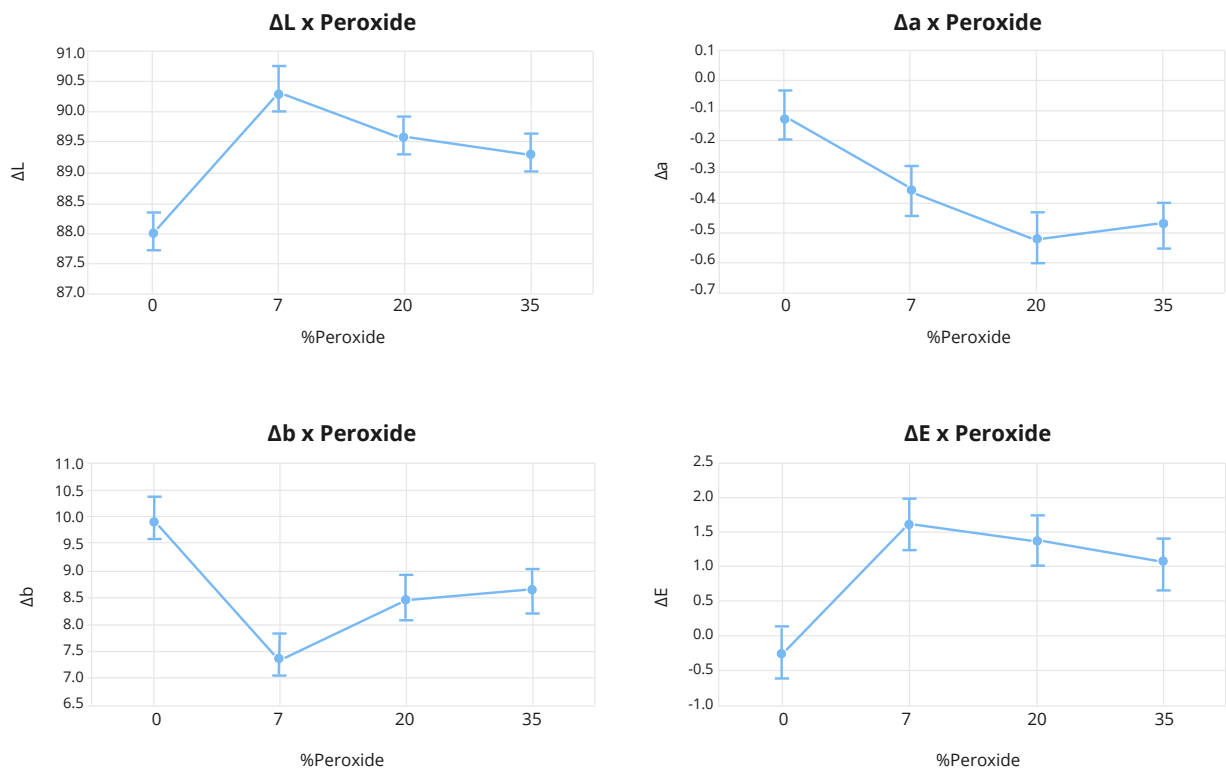 ΔL x Peroxide
91.0
90.5
90.0
89.5
89.0
88.5
88.0
87.5
87.0
ΔL
0 7 20 35
%Peroxide
Δa x Peroxide
0.1
0.0
-0.1
-0.2
-0.3
-0.4
-0.5
-0.6
-0.7
Δa
0 7 20 35
%Peroxide
Δb x Peroxide
11.0
10.5
10.0
9.5
9.0
8.5
8.0
7.5
7.0
6.5
Δb
0 7 20 35
%Peroxide
ΔE x Peroxide
2.5
2.0
1.5
1.0
0.5
0.0
-0.5
-1.0
ΔE
0 7 20 35
%Peroxide